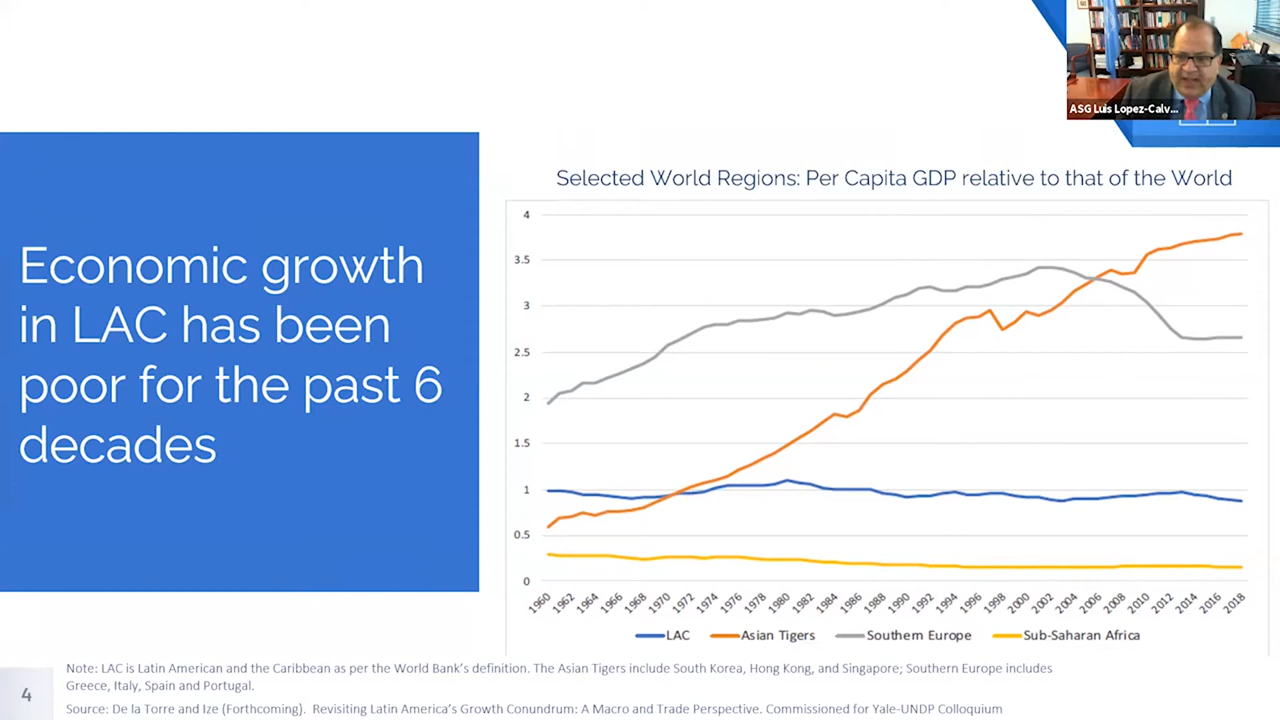 ASG Luis Lopez-Calv...
Economic growth
in LAC has been
poor for the past 6
decades
Selected World Regions: Per Capita GDP relative to that of the World
4
3.5
3
2.5
2
1.5
1
0.5
0
1960 1962 1964 1966 1968 1970 1972 1974 1976 1978 1980 1982 1984 1986 1988 1990 1992 1994 1996 1998 2000 2002 2004 2006 2008 2010 2012 2014 2016 2018
LAC Asian Tigers Southern Europe Sub-Saharan Africa
Note: LAC is Latin American and the Caribbean as per the World Bank's definition. The Asian Tigers include South Korea, Hong Kong, and Singapore; Southern Europe includes
Greece, Italy, Spain and Portugal.
4
Source: De la Torre and Ize (Forthcoming). Revisiting Latin America's Growth Conundrum: A Macro and Trade Perspective. Commissioned for Yale-UNDP Colloquium